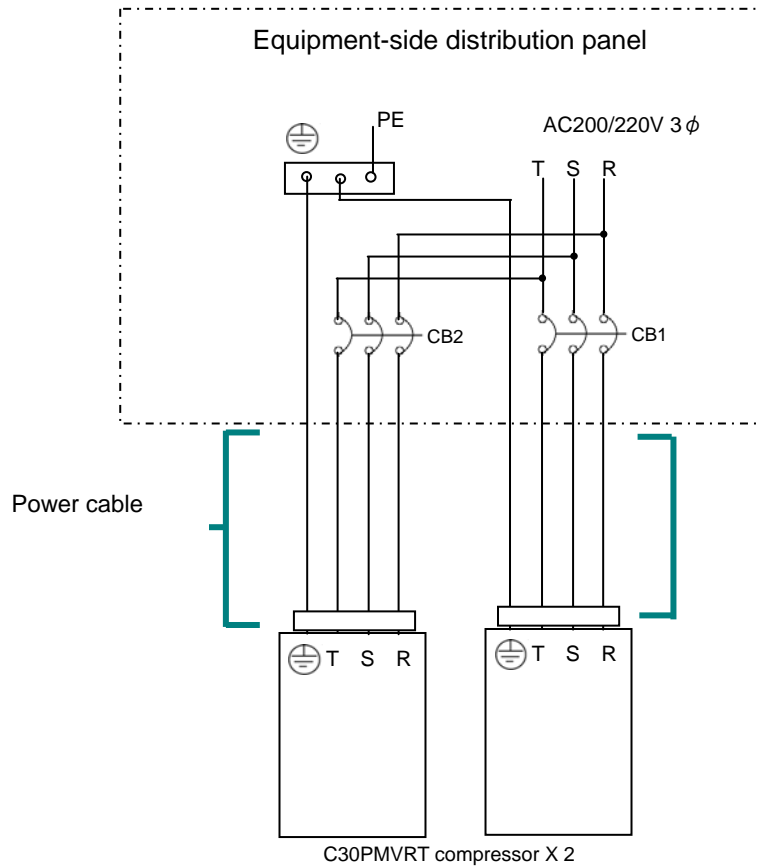 Equipment-side distribution panel
PE
AC200/220V 3φ
T S R
CB2
CB1
Power cable
T S R
T S R
C30PMVRT compressor X 2